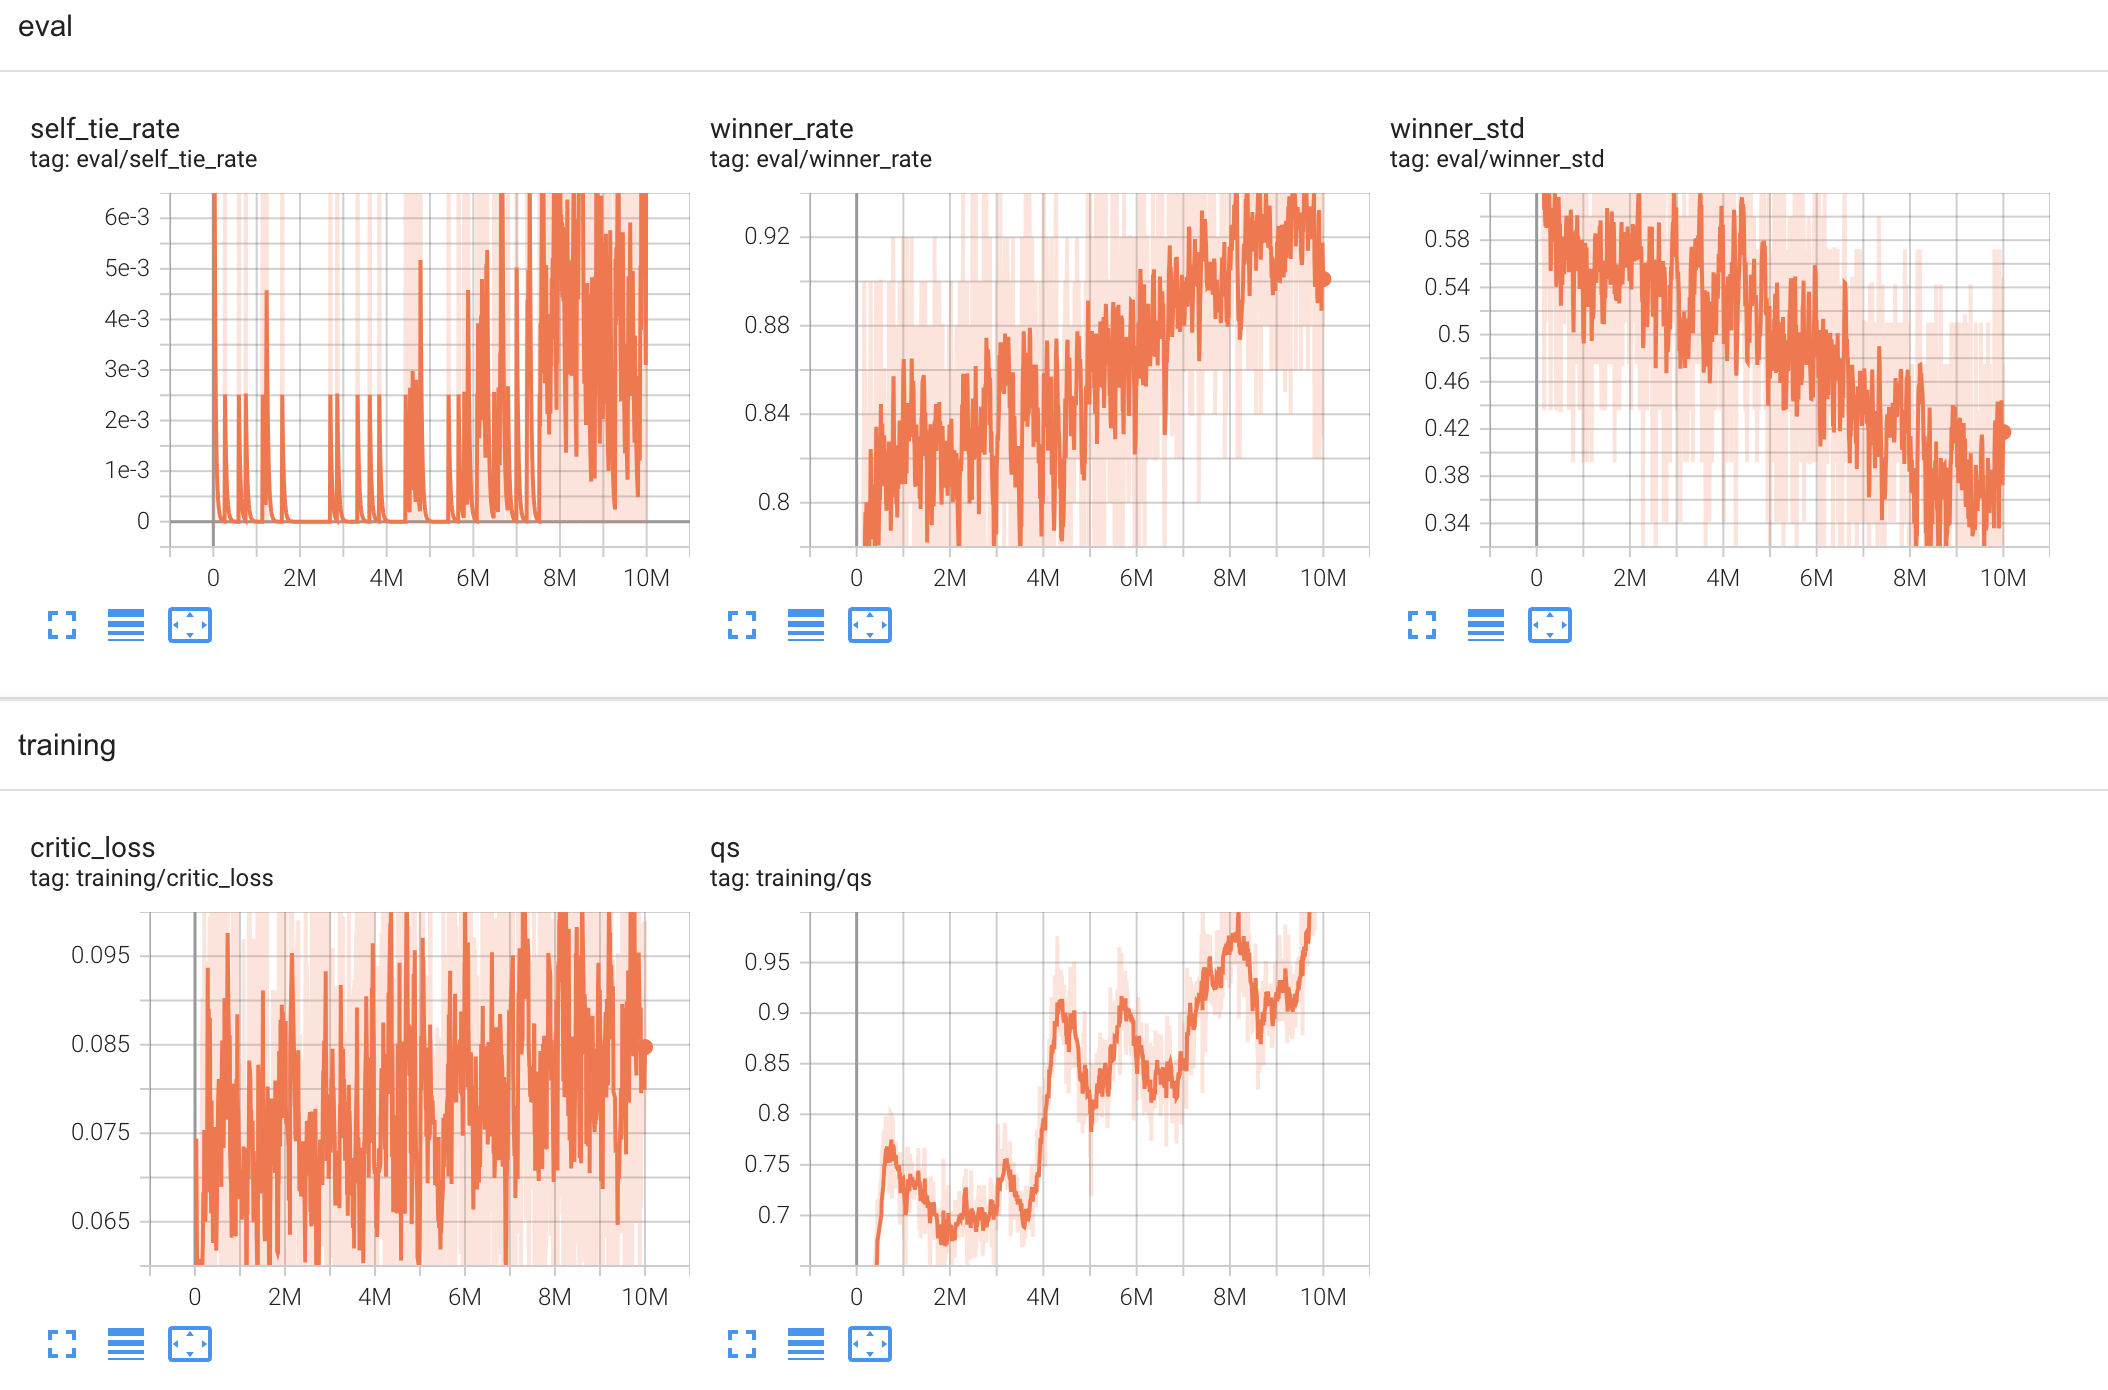 eval
self_tie_rate
tag: eval/self_tie_rate
6e-3
5e-3
4e-3
3e-3
2e-3
1e-3
0
0 2M 4M 6M 8M 10M
winner_rate
tag: eval/winner_rate
0.92
0.88
0.84
0.8
0 2M 4M 6M 8M 10M
winner_std
tag: eval/winner_std
0.58
0.54
0.5
0.46
0.42
0.38
0.34
0 2M 4M 6M 8M 10M
training
critic_loss
tag: training/critic_loss
0.095
0.085
0.075
0.065
0 2M 4M 6M 8M 10M
qs
tag: training/qs
0.95
0.9
0.85
0.8
0.75
0.7
0 2M 4M 6M 8M 10M